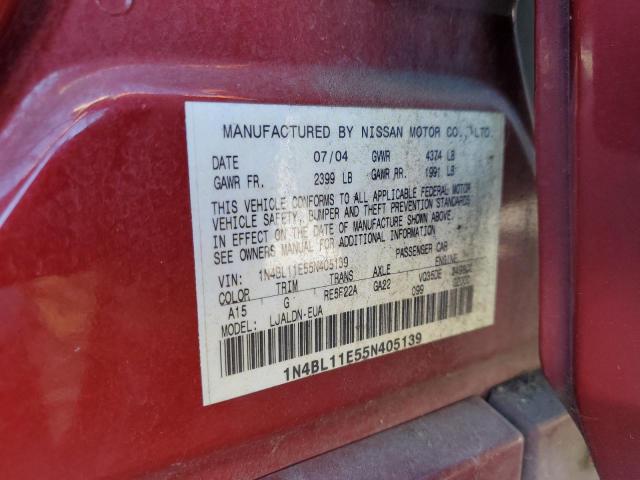 MANUFACTURED BY NISSAN MOTOR CO., LTD.
DATE 07/04 GVWR 4374 LB
GAWR FR. 2399 LB GAWR RR. 1991 LB
THIS VEHICLE CONFORMS TO ALL APPLICABLE FEDERAL MOTOR
VEHICLE SAFETY, BUMPER AND THEFT PREVENTION STANDARDS
IN EFFECT ON THE DATE OF MANUFACTURE SHOWN ABOVE.
SEE OWNERS MANUAL FOR ADDITIONAL INFORMATION
VIN: 1N4BL11E55N405139 PASSENGER CAR
COLOR TRIM TRANS AXLE ENGINE
A15 G RE5F22A GA22 VQ35DE
099
MODEL: LJALDN-EUA
1N4BL11E55N405139